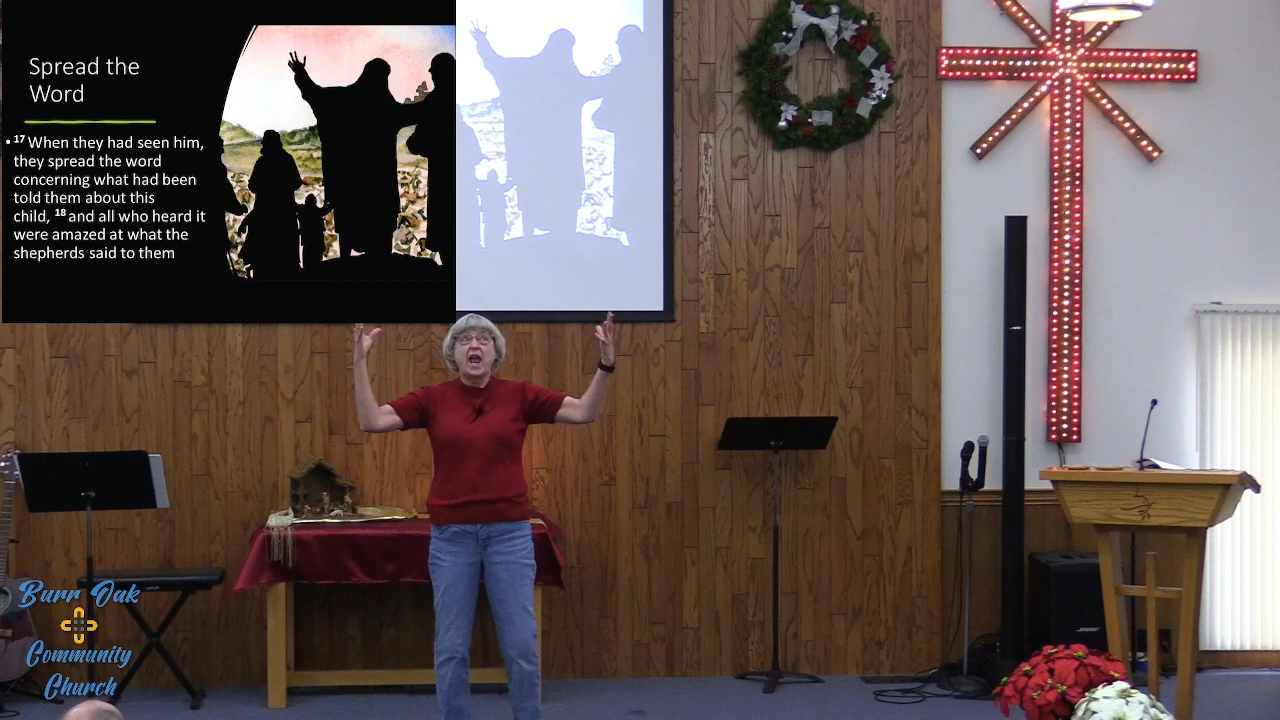 Spread the
Word
• 17 When they had seen him,
they spread the word
concerning what had been
told them about this
child, 18 and all who heard it
were amazed at what the
shepherds said to them
Burr Oak
Community
Church
BOSE